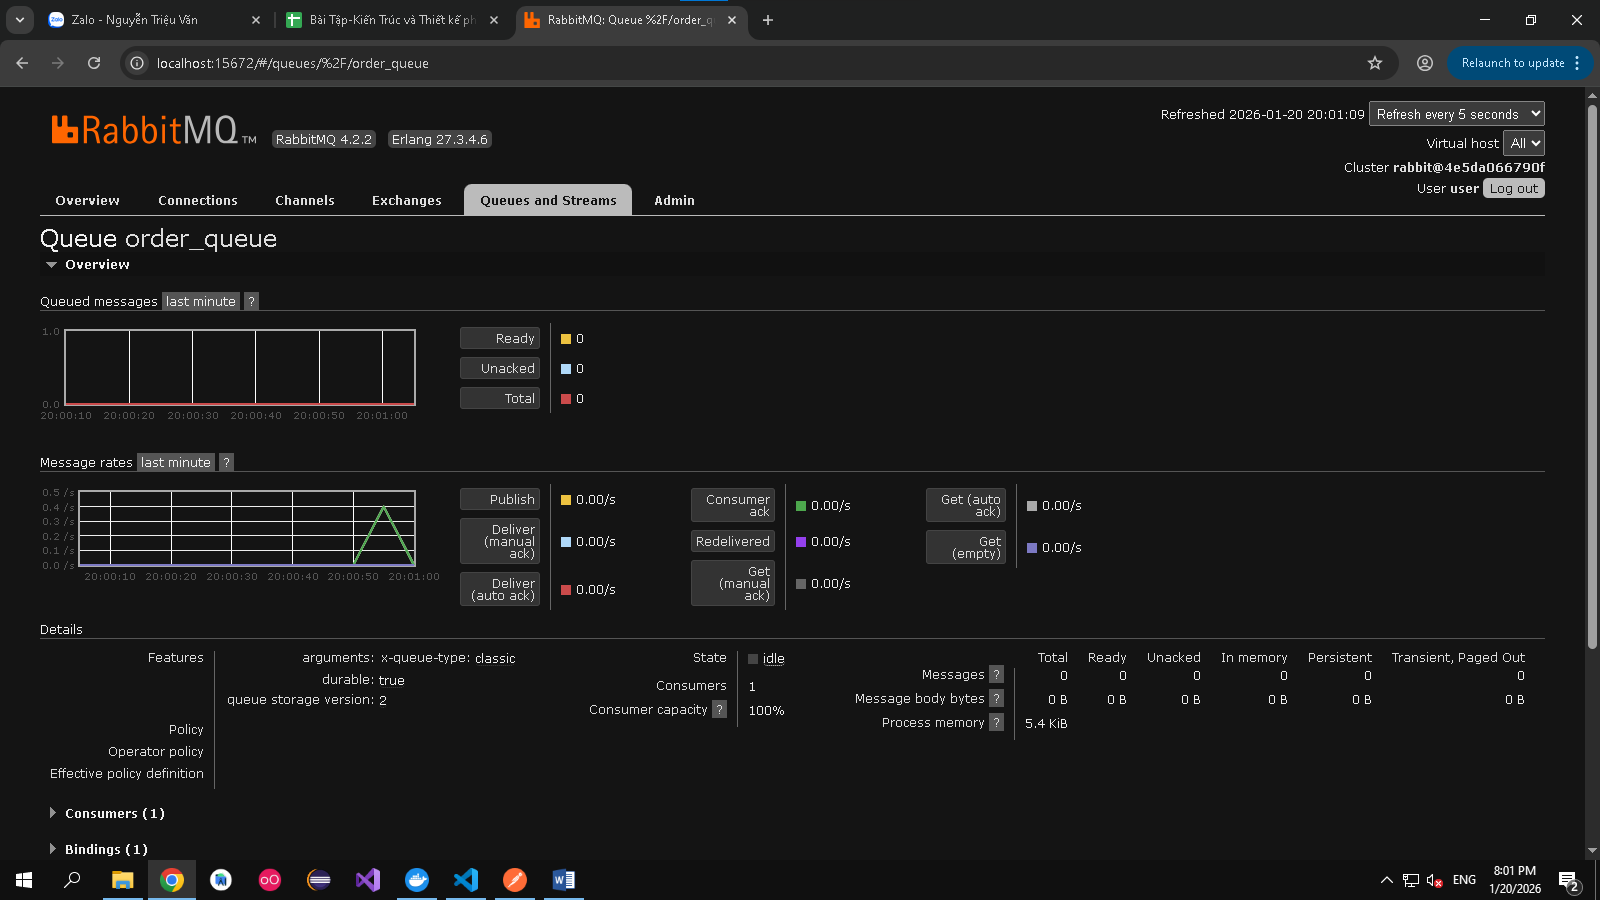 Zalo - Nguyễn Triệu Vân
Bài Tập-Kiến Trúc và Thiết kế ph
RabbitMQ: Queue %2F/order_q
localhost:15672/#/queues/%2F/order_queue
Relaunch to update
RabbitMQ TM
RabbitMQ 4.2.2
Erlang 27.3.4.6
Refreshed 2026-01-20 20:01:09
Refresh every 5 seconds
Virtual host All
Cluster rabbit@4e5da066790f
User user Log out
Overview Connections Channels Exchanges Queues and Streams Admin
Queue order_queue
Overview
Queued messages last minute ?
1.0
0.0
20:00:10 20:00:20 20:00:30 20:00:40 20:00:50 20:01:00
Ready 0
Unacked 0
Total 0
Message rates last minute ?
0.5 /s
0.4 /s
0.3 /s
0.2 /s
0.1 /s
0.0 /s
20:00:10 20:00:20 20:00:30 20:00:40 20:00:50 20:01:00
Publish 0.00/s
Deliver
(manual
ack)
0.00/s
Deliver
(auto ack)
0.00/s
Consumer
ack
0.00/s
Redelivered 0.00/s
Get
(manual
ack)
0.00/s
Get (auto
ack)
0.00/s
Get
(empty)
0.00/s
Details
Features
arguments: x-queue-type: classic
durable: true
queue storage version: 2
Policy
Operator policy
Effective policy definition
State idle
Consumers 1
Consumer capacity ? 100%
Total Ready Unacked In memory Persistent Transient, Paged Out
Messages ? 0 0 0 0 0 0
Message body bytes ? 0 B 0 B 0 B 0 B 0 B 0 B
Process memory ? 5.4 KiB
Consumers (1)
Bindings (1)
ENG
8:01 PM
1/20/2026
2